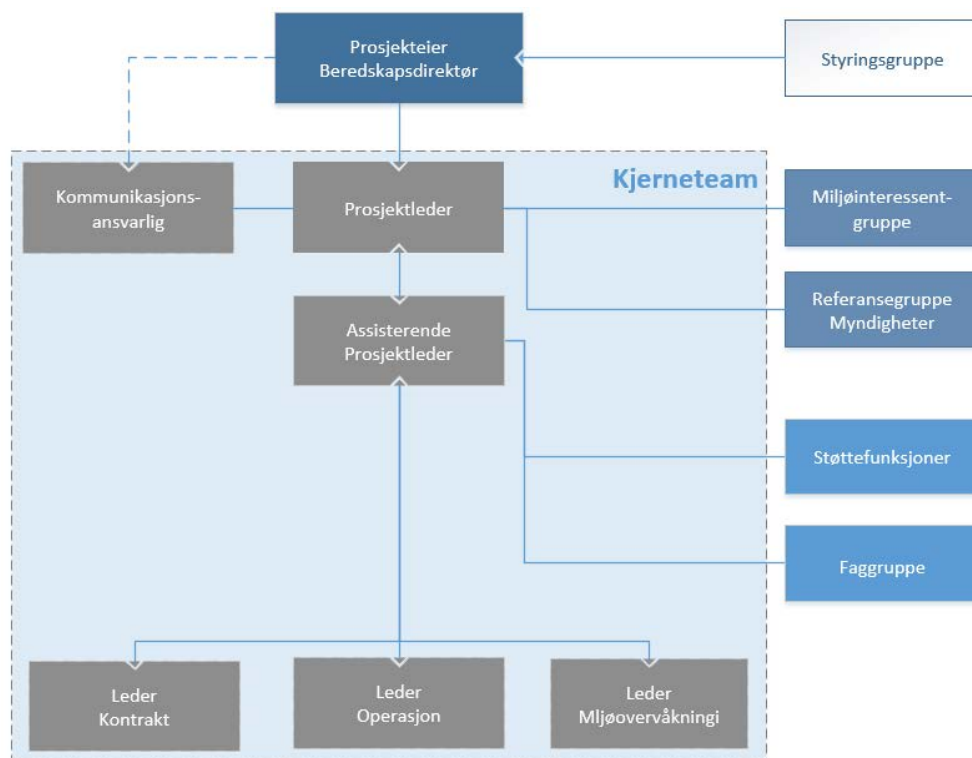 Prosjekteier
Beredskapsdirektør
Styringsgruppe
Kjerneteam
Kommunikasjons-
ansvarlig
Prosjektleder
Miljøinteressent-
gruppe
Referansegruppe
Myndigheter
Assisterende
Prosjektleder
Støttefunksjoner
Faggruppe
Leder
Kontrakt
Leder
Operasjon
Leder
Mljøovervåkningi